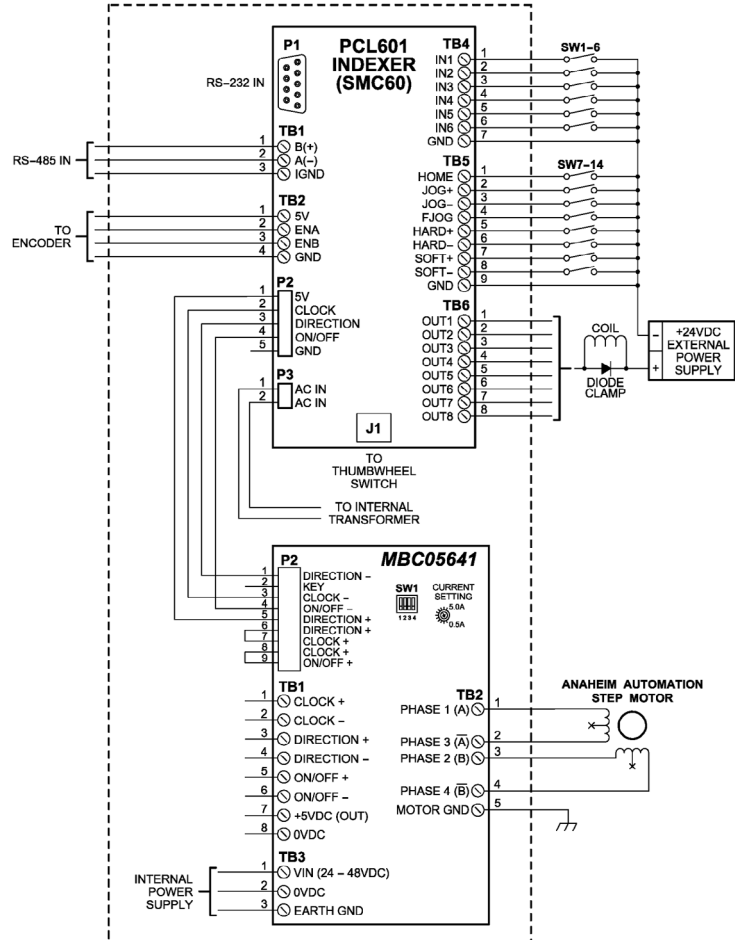 P1
PCL601
INDEXER
(SMC60)
RS-232 IN
TB4
1 IN1
2 IN2
3 IN3
4 IN4
5 IN5
6 IN6
7 GND
SW1-6
RS-485 IN
TB1
1 B(+)
2 A(-)
3 IGND
TB5
1 HOME
2 JOG+
3 JOG-
4 FJOG
5 HARD+
6 HARD-
7 SOFT+
8 SOFT-
9 GND
SW7-14
TO
ENCODER
TB2
1 5V
2 ENA
3 ENB
4 GND
P2
1 5V
2 CLOCK
3 DIRECTION
4 ON/OFF
5 GND
TB6
1 OUT1
2 OUT2
3 OUT3
4 OUT4
5 OUT5
6 OUT6
7 OUT7
8 OUT8
COIL
DIODE
CLAMP
- +
+24VDC
EXTERNAL
POWER
SUPPLY
P3
1 AC IN
2 AC IN
J1
TO
THUMBWHEEL
SWITCH
TO INTERNAL
TRANSFORMER
MBC05641
P2
1 DIRECTION -
2 KEY
3 CLOCK -
4 ON/OFF -
5 DIRECTION +
6 DIRECTION +
7 CLOCK +
8 CLOCK +
9 ON/OFF +
SW1
1 2 3 4
CURRENT
SETTING
5.0A
0.5A
TB1
1 CLOCK +
2 CLOCK -
3 DIRECTION +
4 DIRECTION -
5 ON/OFF +
6 ON/OFF -
7 +5VDC (OUT)
8 0VDC
TB2
PHASE 1 (A) 1
PHASE 3 (A̅) 2
PHASE 2 (B) 3
PHASE 4 (B̅) 4
MOTOR GND 5
ANAHEIM AUTOMATION
STEP MOTOR
INTERNAL
POWER
SUPPLY
TB3
1 VIN (24 - 48VDC)
2 0VDC
3 EARTH GND